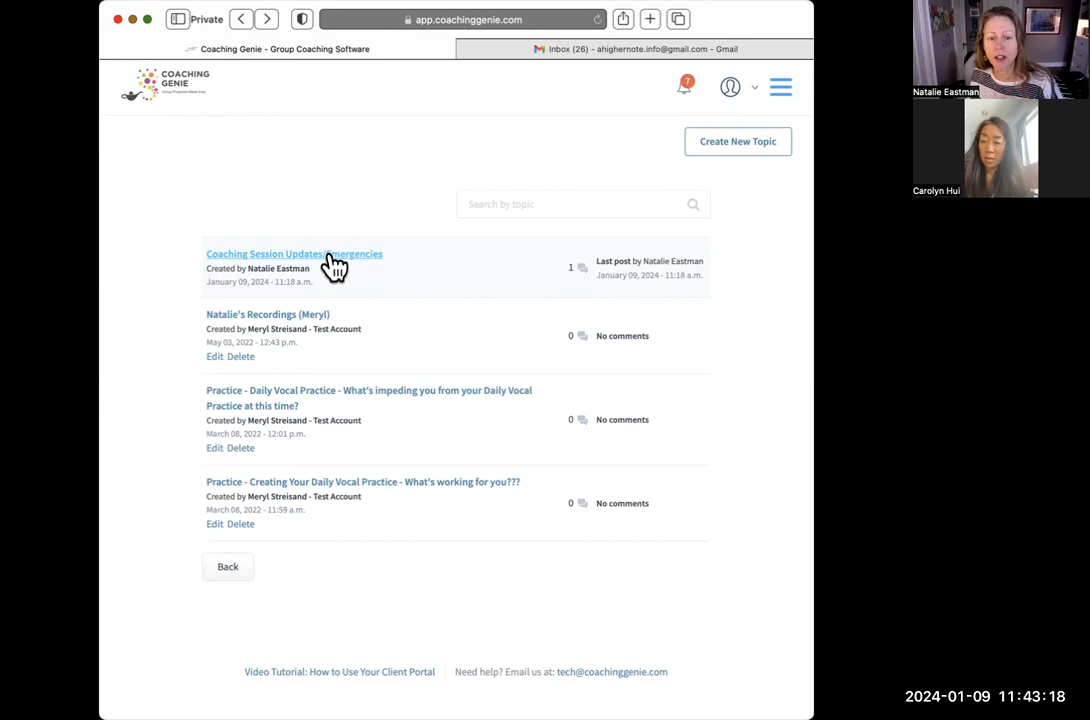 Private
app.coachinggenie.com
Coaching Genie - Group Coaching Software
Inbox (26) - ahighernote.info@gmail.com - Gmail
COACHING
GENIE
7
Create New Topic
Search by topic
Coaching Session Updates/Emergencies
Created by Natalie Eastman
January 09, 2024 - 11:18 a.m.
1
Last post by Natalie Eastman
January 09, 2024 - 11:18 a.m.
Natalie's Recordings (Meryl)
Created by Meryl Streisand - Test Account
May 03, 2022 - 12:43 p.m.
Edit Delete
0 No comments
Practice - Daily Vocal Practice - What's impeding you from your Daily Vocal
Practice at this time?
Created by Meryl Streisand - Test Account
March 08, 2022 - 12:01 p.m.
Edit Delete
0 No comments
Practice - Creating Your Daily Vocal Practice - What's working for you???
Created by Meryl Streisand - Test Account
March 08, 2022 - 11:59 a.m.
Edit Delete
0 No comments
Back
Video Tutorial: How to Use Your Client Portal
Need help? Email us at: tech@coachinggenie.com
Natalie Eastman
Carolyn Hui
2024-01-09 11:43:18